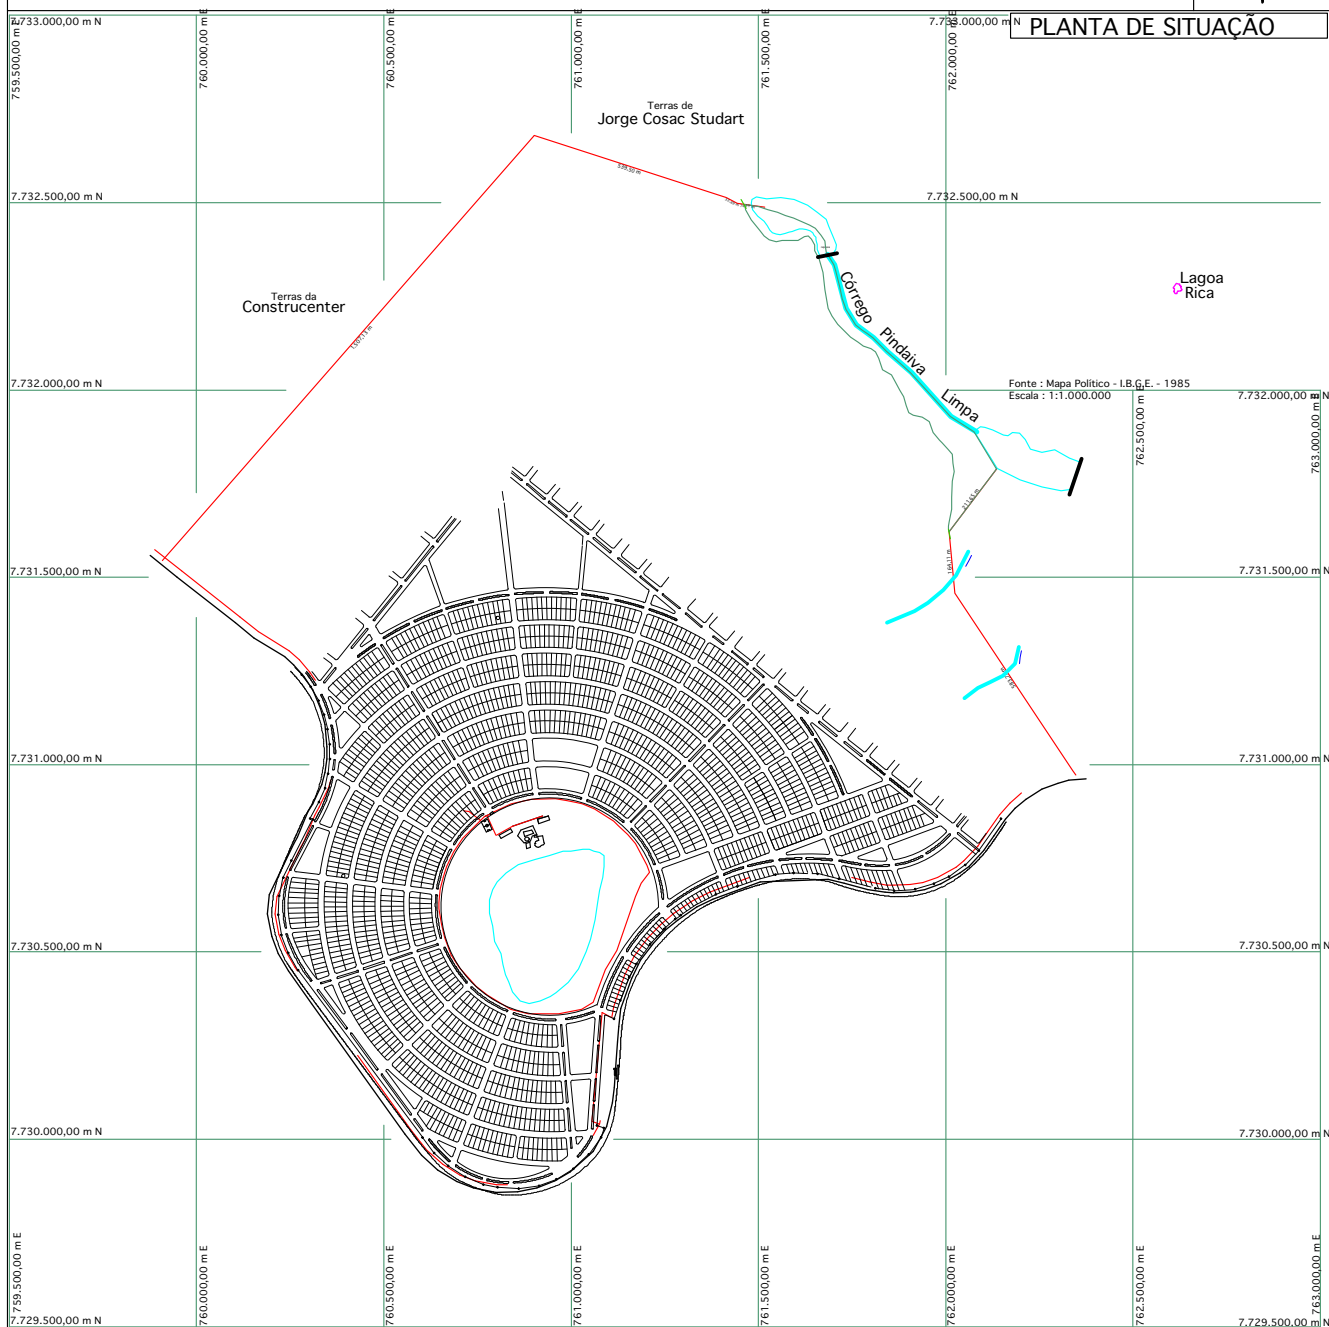 7.733.000,00 m N
7.733.000,00 m N
PLANTA DE SITUAÇÃO
759.500,00 m E
760.000,00 m E
760.500,00 m E
761.000,00 m E
761.500,00 m E
762.000,00 m E
Terras de
Jorge Cosac Studart
539.50 m
7.732.500,00 m N
7.732.500,00 m N
Terras da
Construcenter
Córrego Pindaiva Limpa
Lagoa
Rica
7.732.000,00 m N
Fonte : Mapa Político - I.B.G.E. - 1985
Escala : 1:1.000.000
7.732.000,00 m N
762.500,00 m E
763.000,00 m E
217.65 m
7.731.500,00 m N
7.731.500,00 m N
7.731.000,00 m N
7.731.000,00 m N
7.730.500,00 m N
7.730.500,00 m N
7.730.000,00 m N
7.730.000,00 m N
759.500,00 m E
760.000,00 m E
760.500,00 m E
761.000,00 m E
761.500,00 m E
762.000,00 m E
762.500,00 m E
763.000,00 m E
7.729.500,00 m N
7.729.500,00 m N